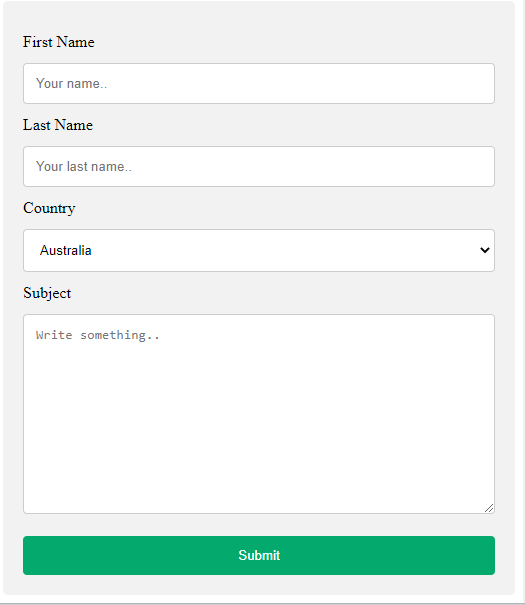 First Name
Your name..
Last Name
Your last name..
Country
Australia
Subject
Write something..
Submit